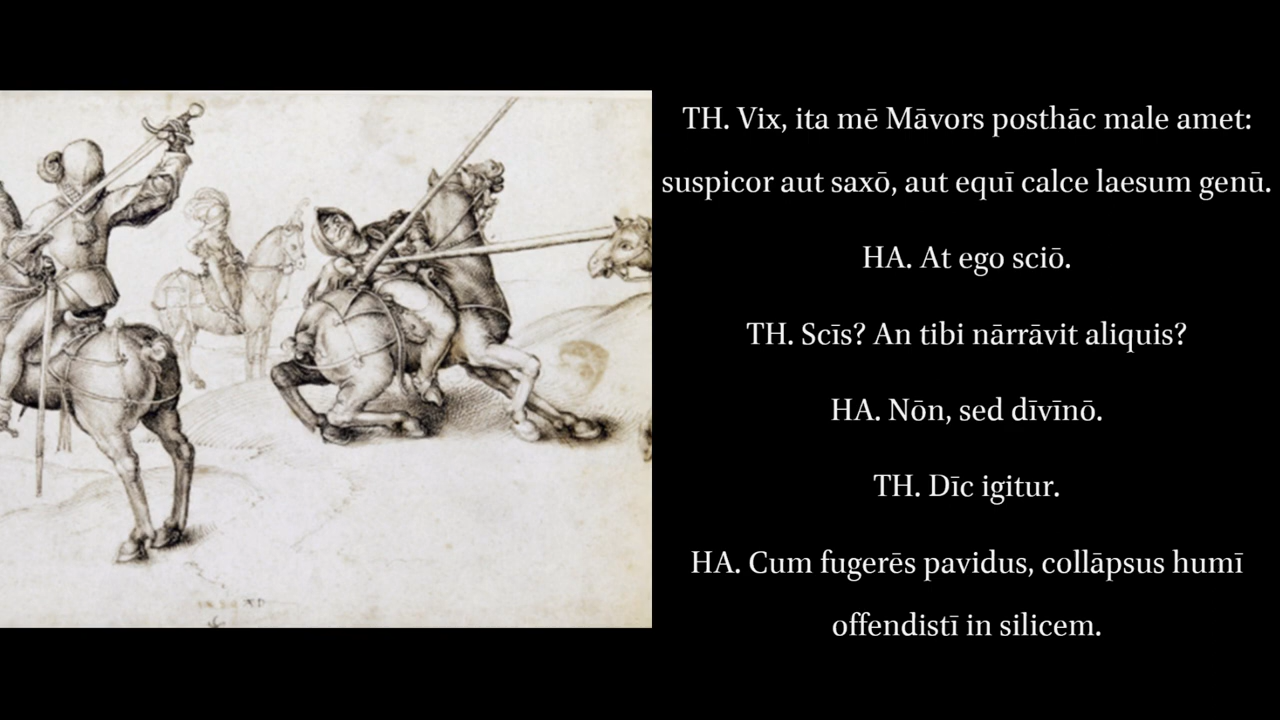 TH. Vix, ita mē Māvors posthāc male amet:
suspicor aut saxō, aut equī calce laesum genū.
HA. At ego sciō.
TH. Scīs? An tibi nārrāvit aliquis?
HA. Nōn, sed dīvīnō.
TH. Dīc igitur.
HA. Cum fugerēs pavidus, collāpsus humī
offendistī in silicem.